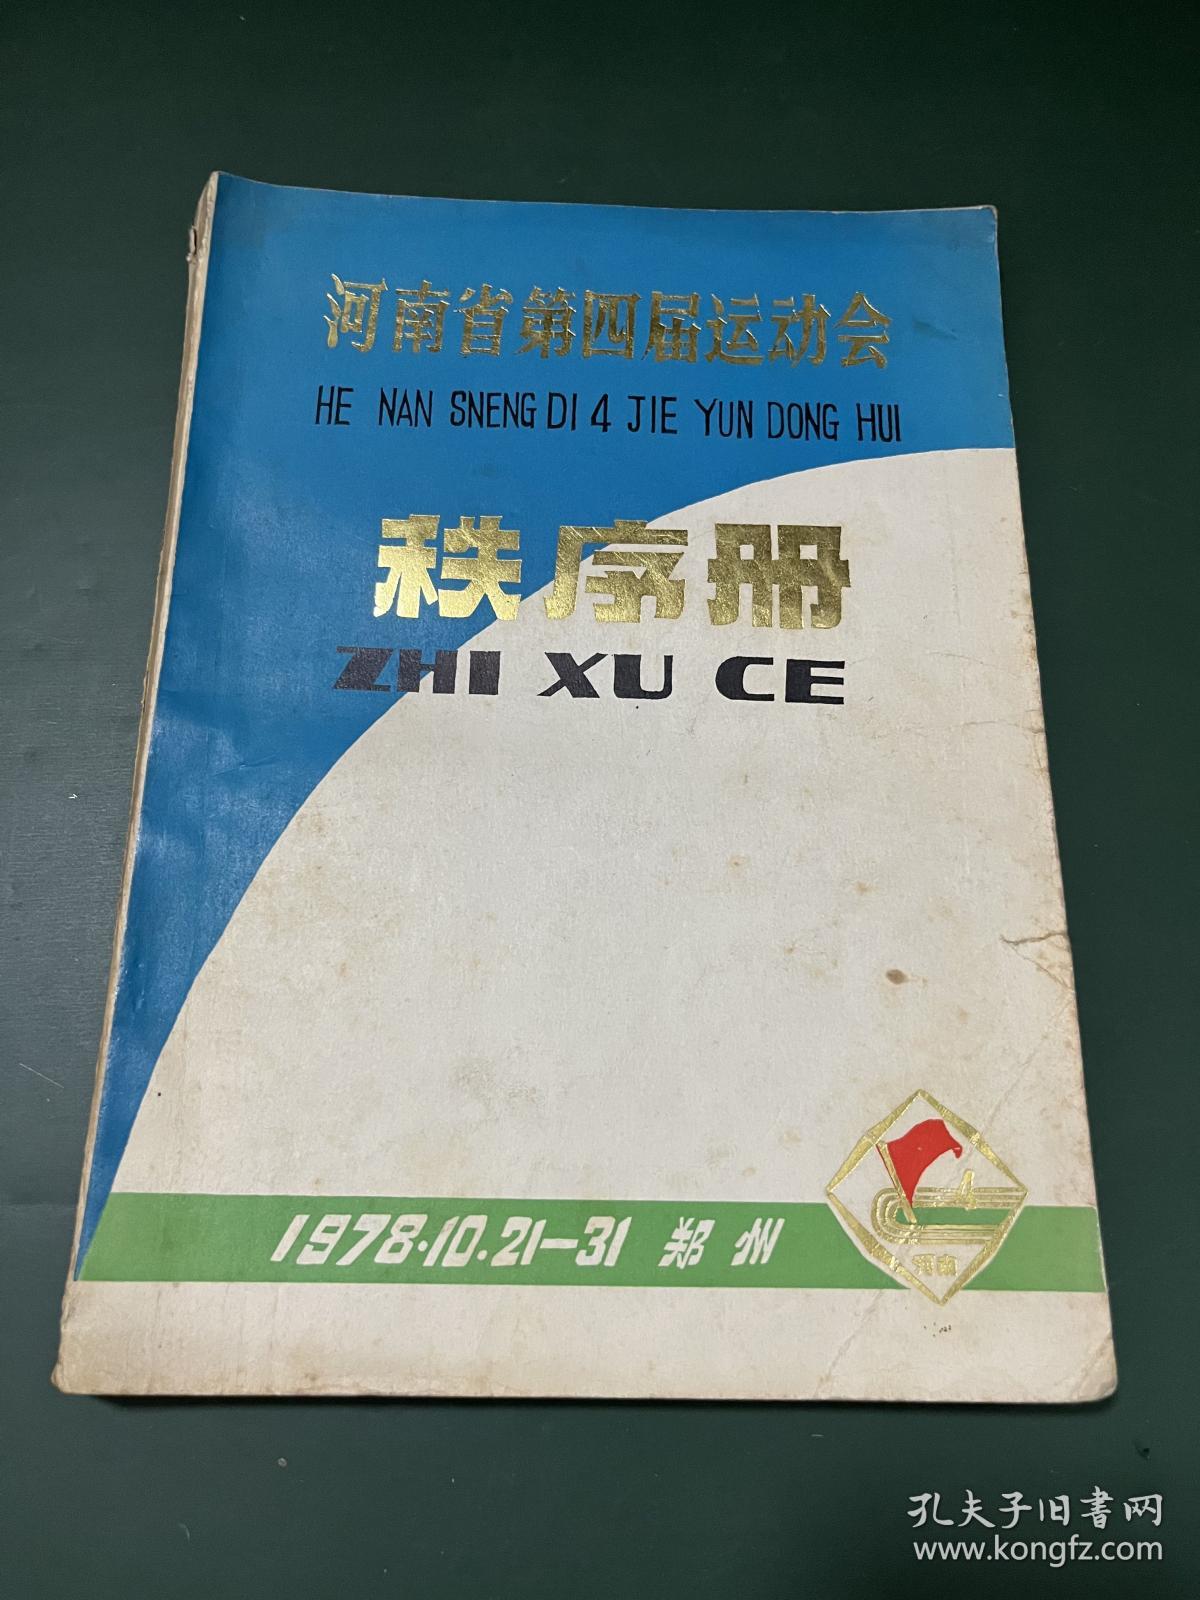 河南省第四届运动会
HE NAN SNENG DI 4 JIE YUN DONG HUI
秩序册
ZHI XU CE
1978·10.21—31 郑州
河南
孔夫子旧书网
www.kongfz.com